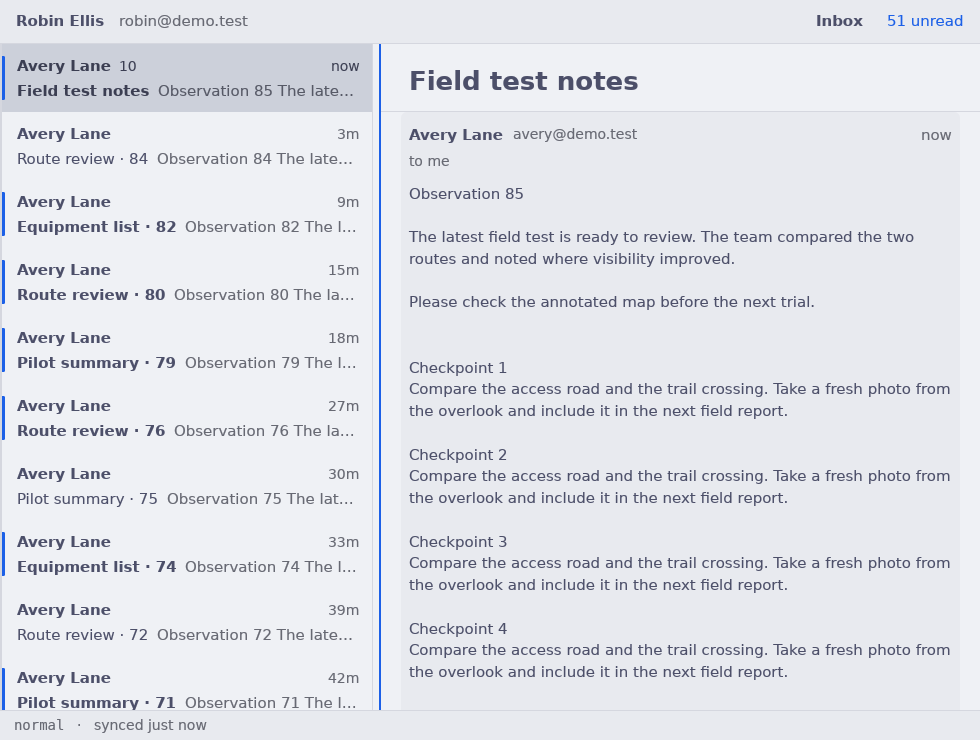 Robin Ellis robin@demo.test Inbox 51 unread
Avery Lane 10 now
Field test notes Observation 85 The late…
Avery Lane 3m
Route review · 84 Observation 84 The late…
Avery Lane 9m
Equipment list · 82 Observation 82 The l…
Avery Lane 15m
Route review · 80 Observation 80 The la…
Avery Lane 18m
Pilot summary · 79 Observation 79 The l…
Avery Lane 27m
Route review · 76 Observation 76 The la…
Avery Lane 30m
Pilot summary · 75 Observation 75 The lat…
Avery Lane 33m
Equipment list · 74 Observation 74 The l…
Avery Lane 39m
Route review · 72 Observation 72 The late…
Avery Lane 42m
Pilot summary · 71 Observation 71 The l…
Field test notes
Avery Lane avery@demo.test now
to me
Observation 85
The latest field test is ready to review. The team compared the two
routes and noted where visibility improved.
Please check the annotated map before the next trial.
Checkpoint 1
Compare the access road and the trail crossing. Take a fresh photo from
the overlook and include it in the next field report.
Checkpoint 2
Compare the access road and the trail crossing. Take a fresh photo from
the overlook and include it in the next field report.
Checkpoint 3
Compare the access road and the trail crossing. Take a fresh photo from
the overlook and include it in the next field report.
Checkpoint 4
Compare the access road and the trail crossing. Take a fresh photo from
the overlook and include it in the next field report.
normal · synced just now